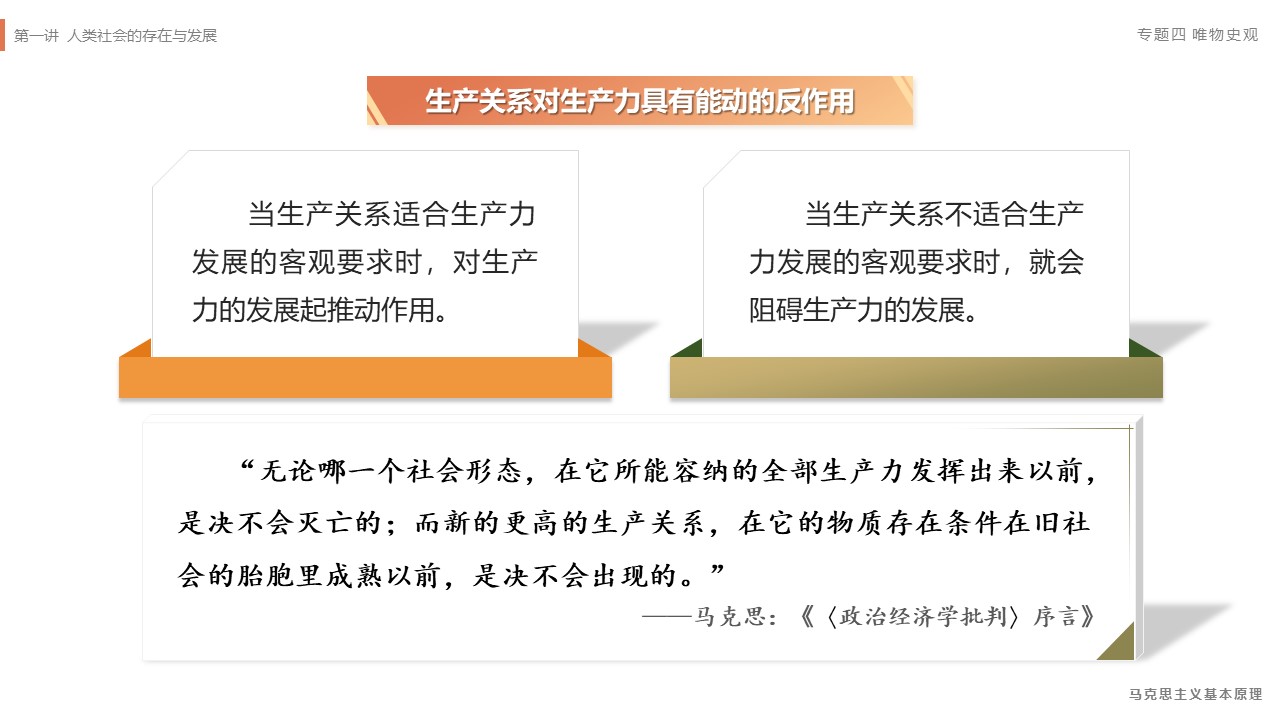 第一讲 人类社会的存在与发展
专题四 唯物史观
生产关系对生产力具有能动的反作用
当生产关系适合生产力
发展的客观要求时，对生产
力的发展起推动作用。
当生产关系不适合生产
力发展的客观要求时，就会
阻碍生产力的发展。
“无论哪一个社会形态，在它所能容纳的全部生产力发挥出来以前，
是决不会灭亡的；而新的更高的生产关系，在它的物质存在条件在旧社
会的胎胞里成熟以前，是决不会出现的。”
——马克思：《〈政治经济学批判〉序言》
马克思主义基本原理